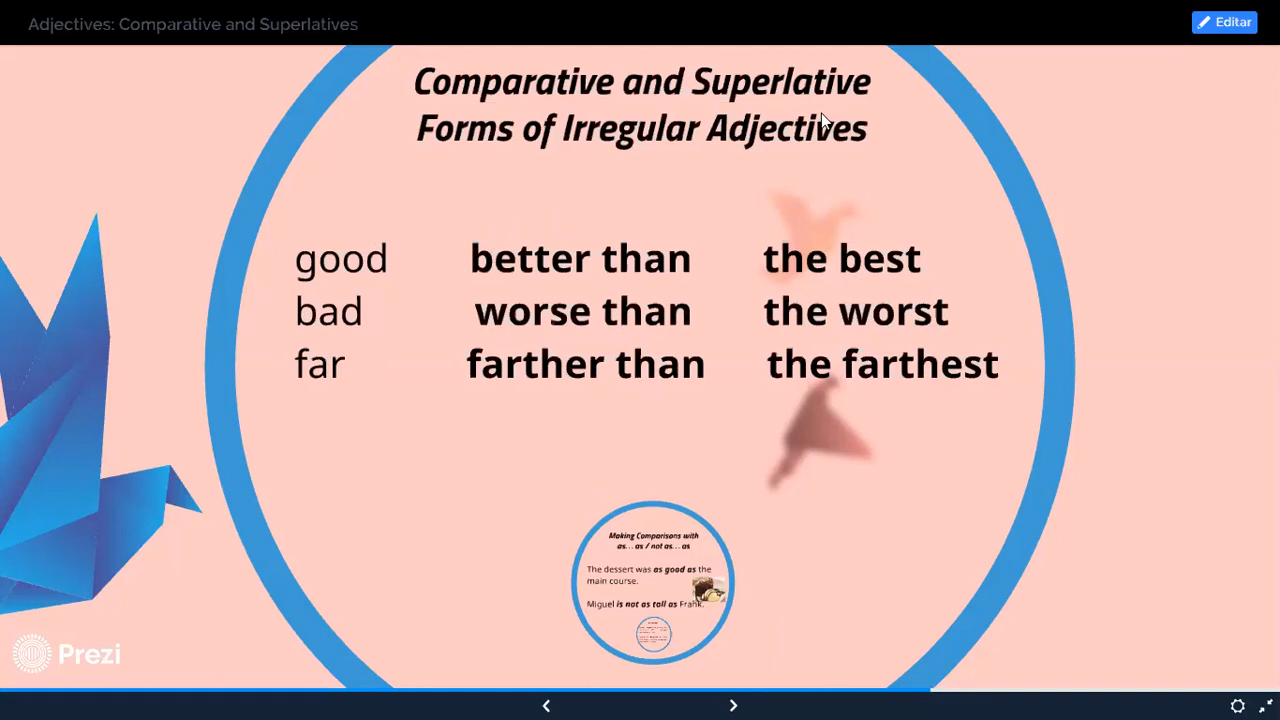 Adjectives: Comparative and Superlatives
Editar
Comparative and Superlative
Forms of Irregular Adjectives
good better than the best
bad worse than the worst
far farther than the farthest
Making Comparisons with
as... as / not as... as
The dessert was as good as the
main course.
Miguel is not as tall as Frank.
Prezi